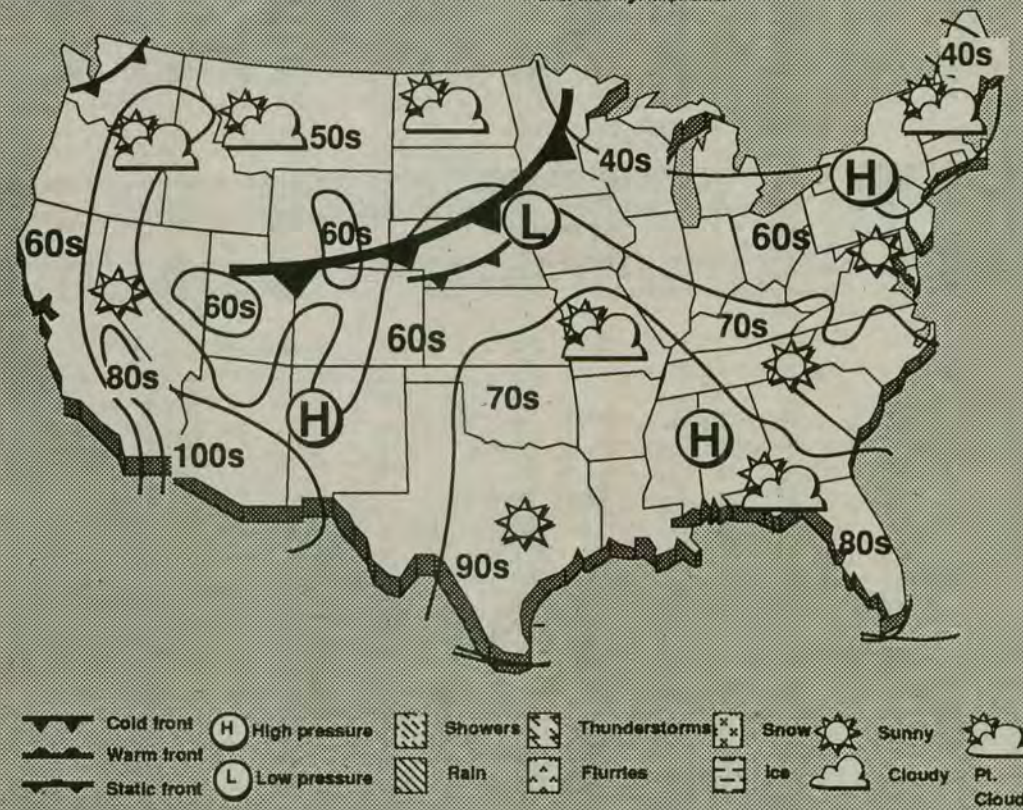 40s
50s
40s
H
60s
60s
L
60s
60s
60s
70s
80s
70s
H
H
100s
80s
90s
Cold front
H
High pressure
Showers
Thunderstorms
Snow
Sunny
Warm front
Static front
L
Low pressure
Rain
Flurries
Ice
Cloudy
Pt.
Cloud